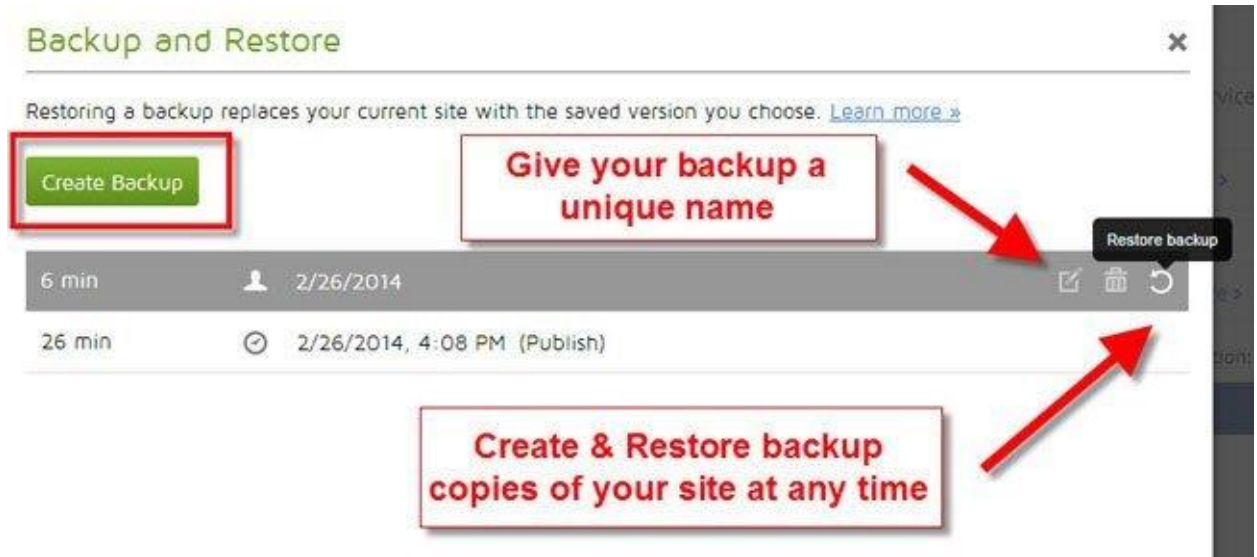 Backup and Restore
Restoring a backup replaces your current site with the saved version you choose. Learn more »
Create Backup
Give your backup a
unique name
Restore backup
6 min 2/26/2014
26 min 2/26/2014, 4:08 PM (Publish)
Create & Restore backup
copies of your site at any time